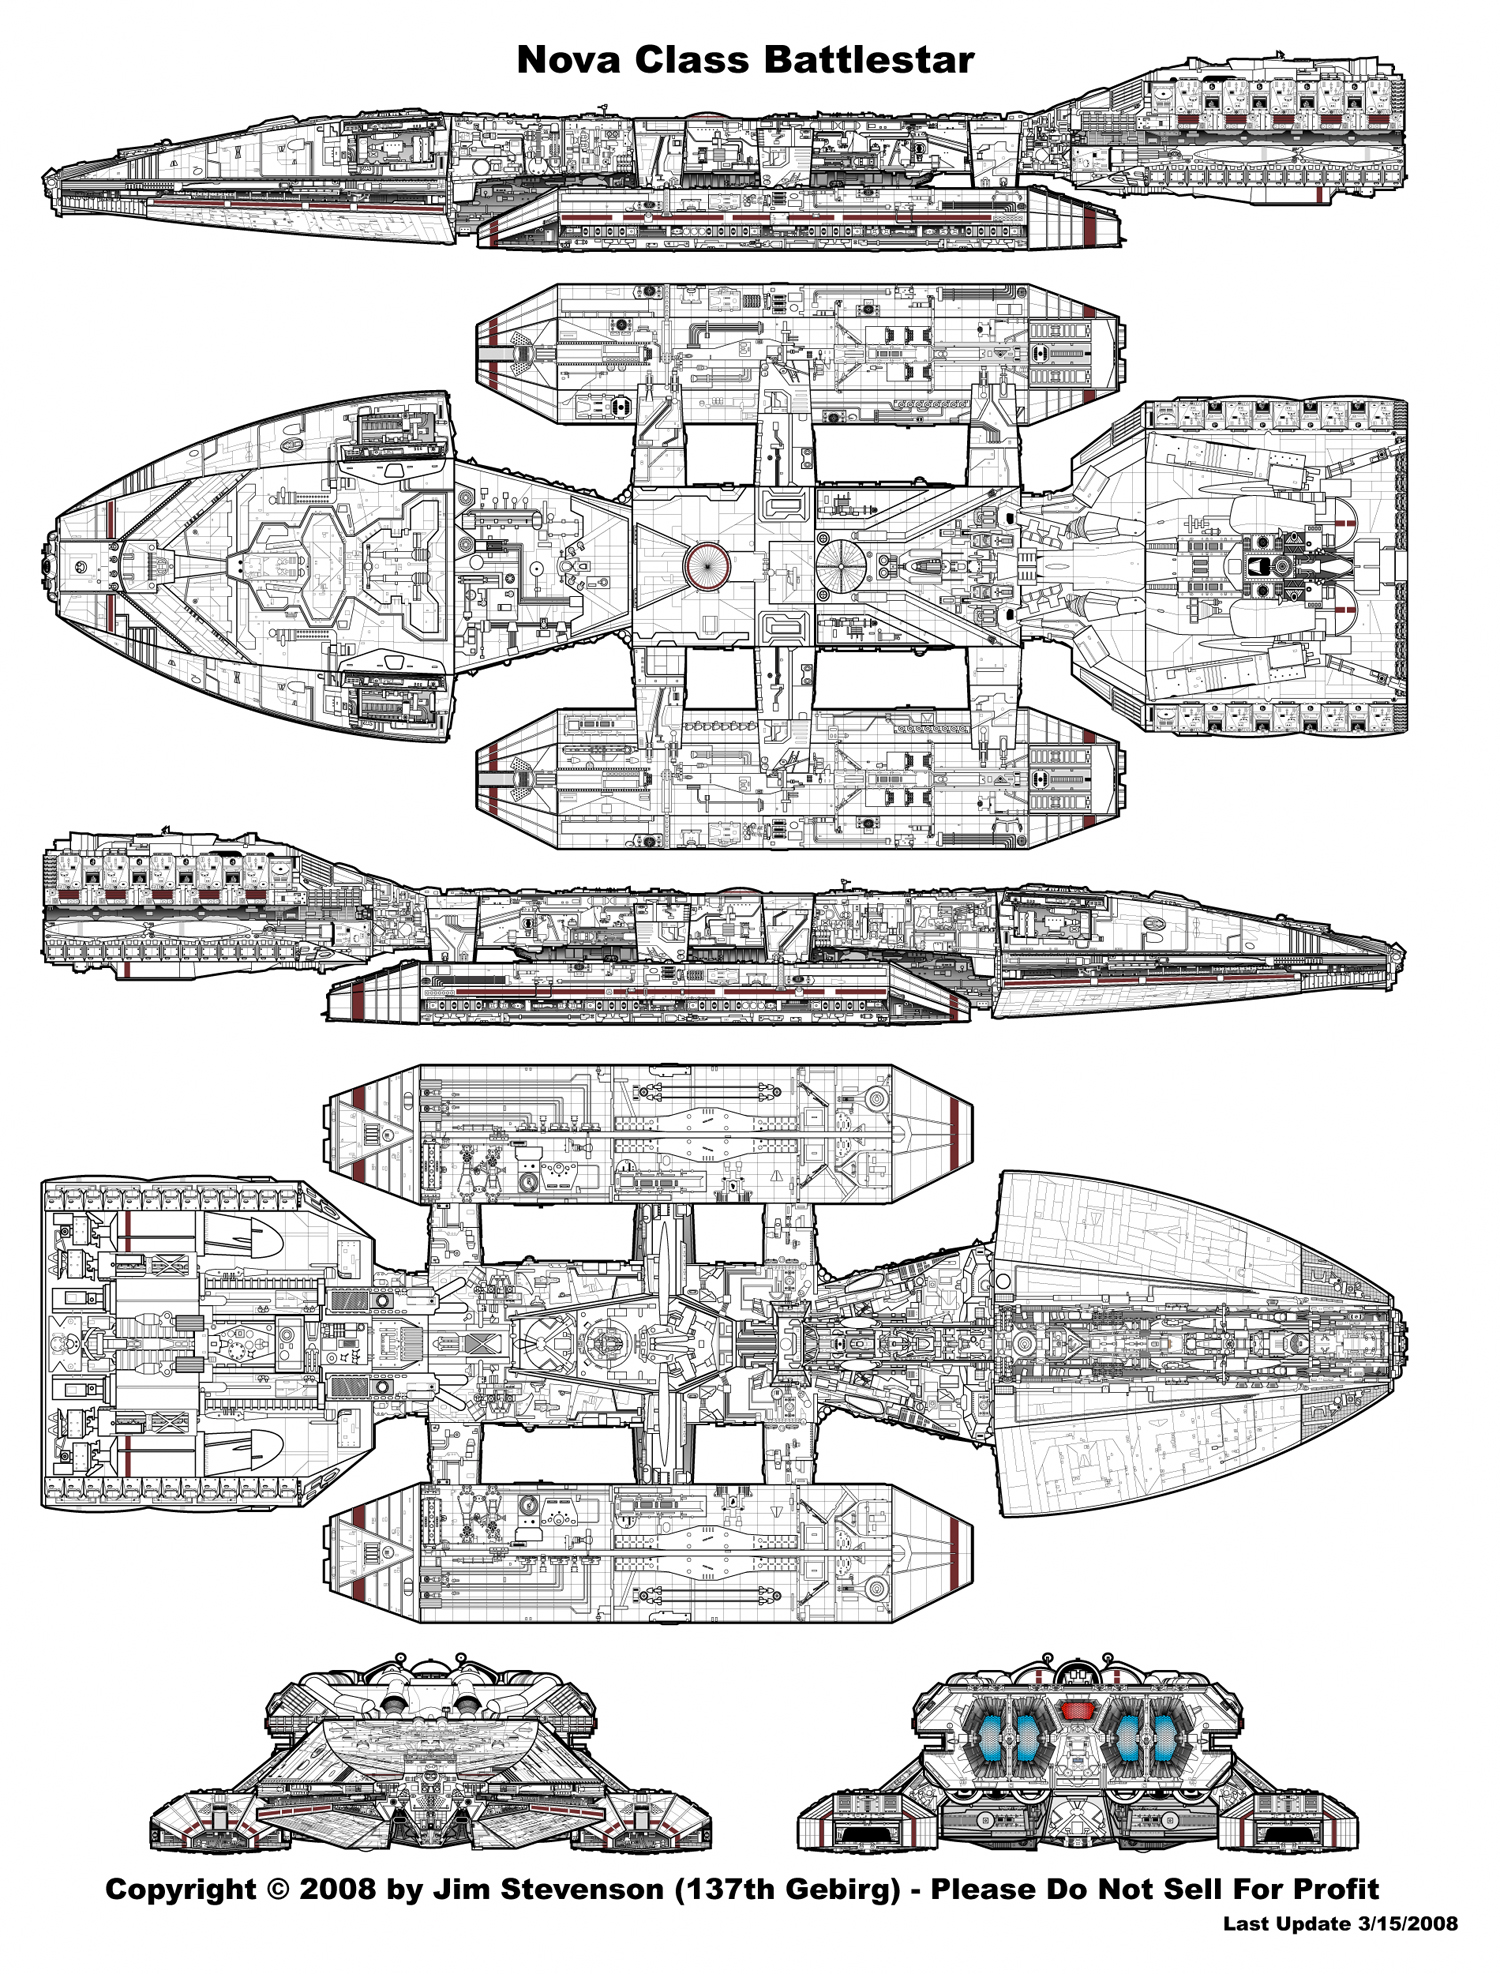 Nova Class Battlestar
Copyright © 2008 by Jim Stevenson (137th Gebirg) - Please Do Not Sell For Profit
Last Update 3/15/2008